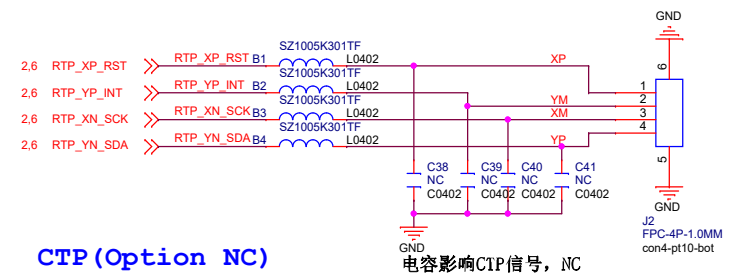 GND
SZ1005K301TF
2,6 RTP_XP_RST RTP_XP_RST B1 L0402 XP 6
SZ1005K301TF
2,6 RTP_YP_INT RTP_YP_INT B2 L0402 1
SZ1005K301TF
YM 2
2,6 RTP_XN_SCK RTP_XN_SCK B3 L0402 XM 3
SZ1005K301TF
4
2,6 RTP_YN_SDA RTP_YN_SDA B4 L0402 YP
5
C38 C39 C40 C41
NC NC NC NC
C0402 C0402 C0402 C0402
GND
J2
FPC-4P-1.0MM
con4-pt10-bot
GND
CTP(Option NC)
电容影响CTP信号，NC